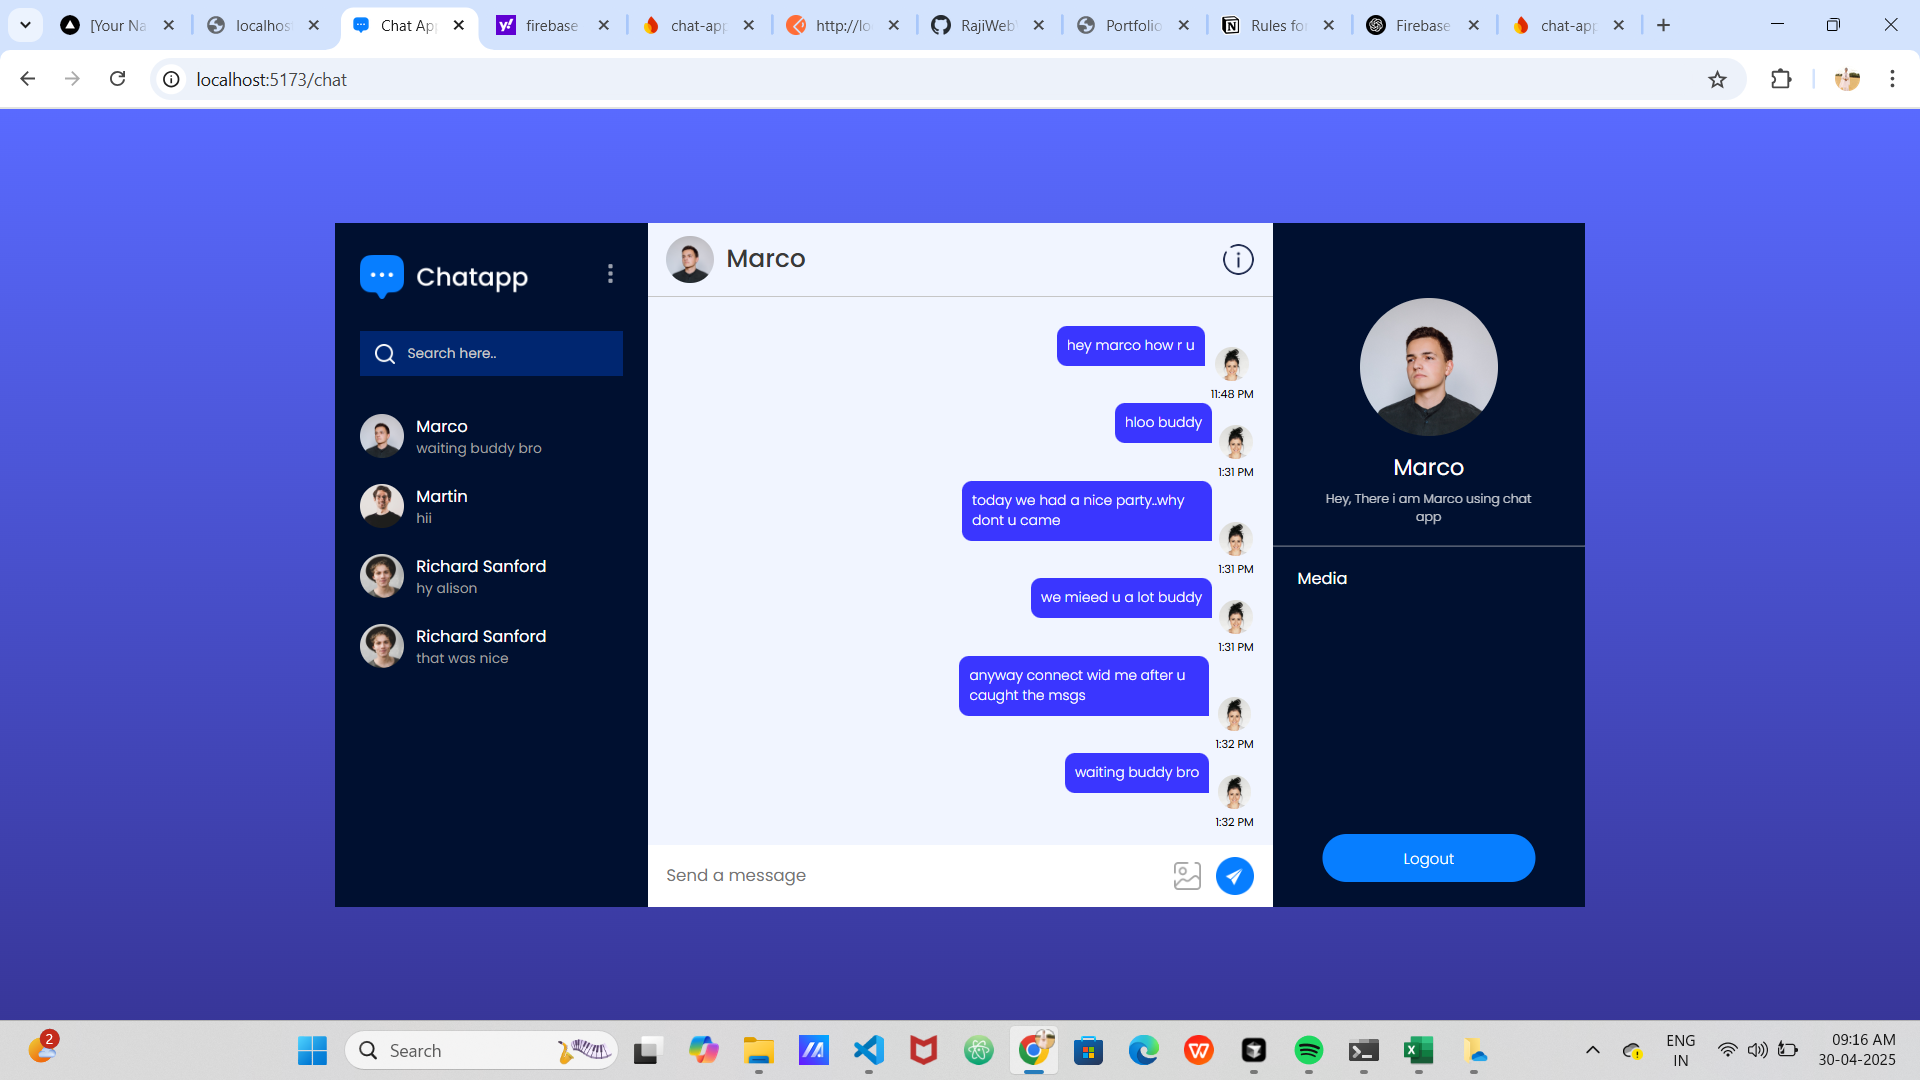 [Your Na
localhos
Chat Ap
firebase
chat-app
http://lo
RajiWeb
Portfolio
Rules for
Firebase
chat-app
localhost:5173/chat
Chatapp
Search here..
Marco
waiting buddy bro
Martin
hii
Richard Sanford
hy alison
Richard Sanford
that was nice
Marco
hey marco how r u
11:48 PM
hloo buddy
1:31 PM
today we had a nice party..why
dont u came
1:31 PM
we mieed u a lot buddy
1:31 PM
anyway connect wid me after u
caught the msgs
1:32 PM
waiting buddy bro
1:32 PM
Send a message
Marco
Hey, There i am Marco using chat
app
Media
Logout
2
Search
ENG
IN
09:16 AM
30-04-2025